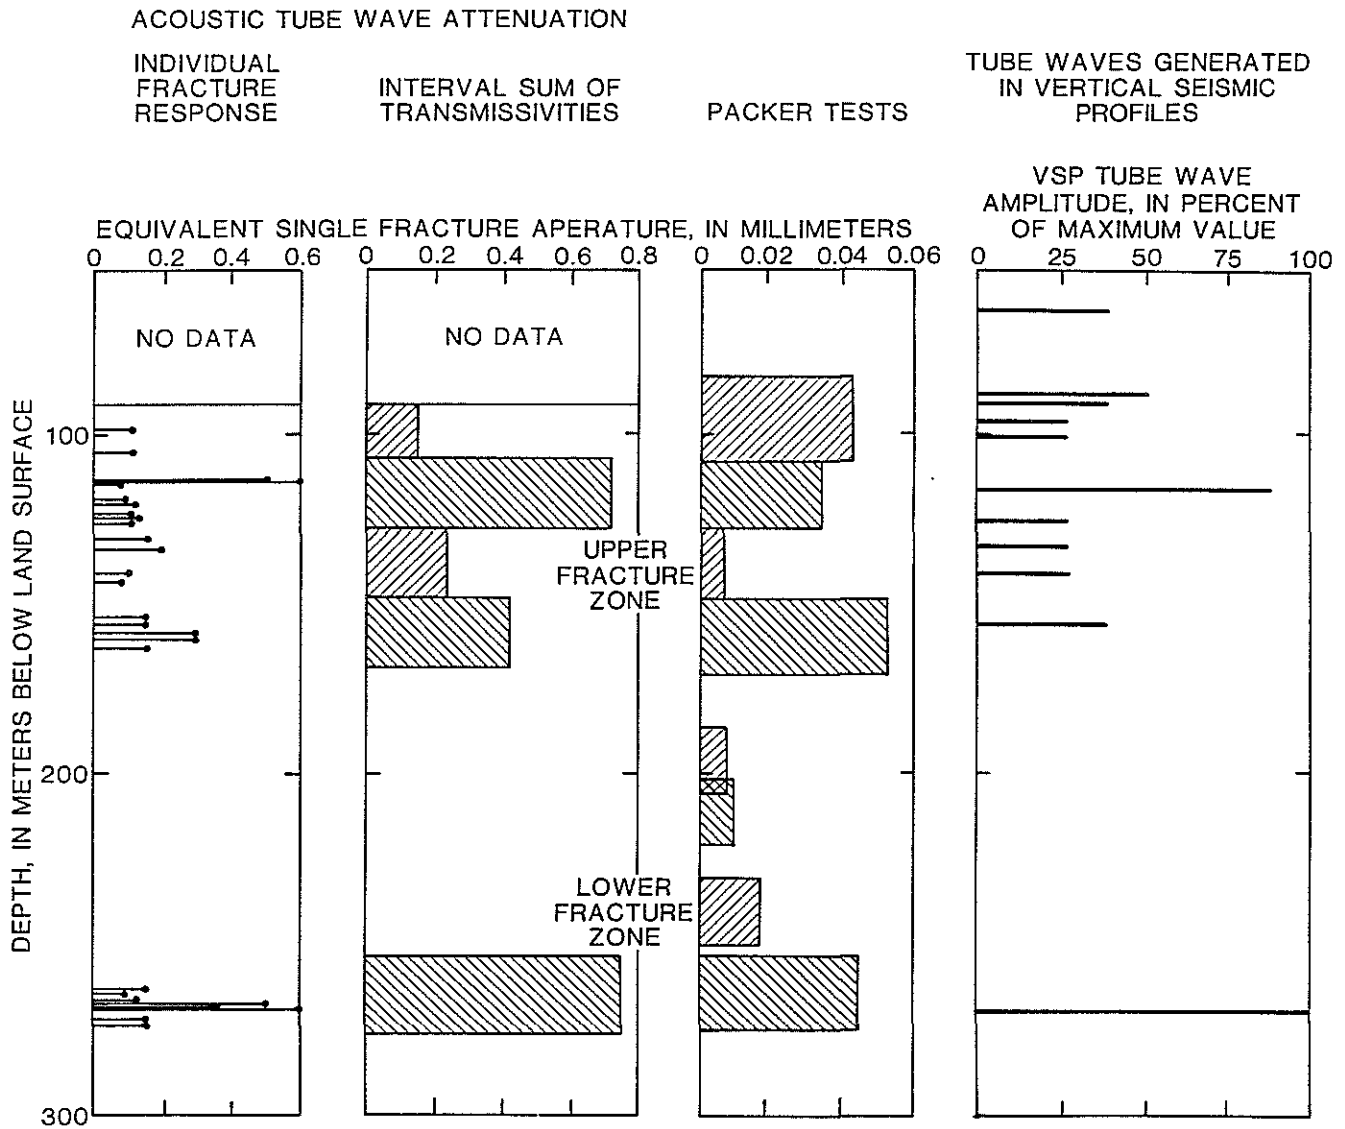 ACOUSTIC TUBE WAVE ATTENUATION
INDIVIDUAL
FRACTURE
RESPONSE
INTERVAL SUM OF
TRANSMISSIVITIES
PACKER TESTS
TUBE WAVES GENERATED
IN VERTICAL SEISMIC
PROFILES
VSP TUBE WAVE
AMPLITUDE, IN PERCENT
OF MAXIMUM VALUE
EQUIVALENT SINGLE FRACTURE APERATURE, IN MILLIMETERS
0 0.2 0.4 0.6
0 0.2 0.4 0.6 0.8
0 0.02 0.04 0.06
0 25 50 75 100
NO DATA
NO DATA
DEPTH, IN METERS BELOW LAND SURFACE
100
200
300
UPPER
FRACTURE
ZONE
LOWER
FRACTURE
ZONE